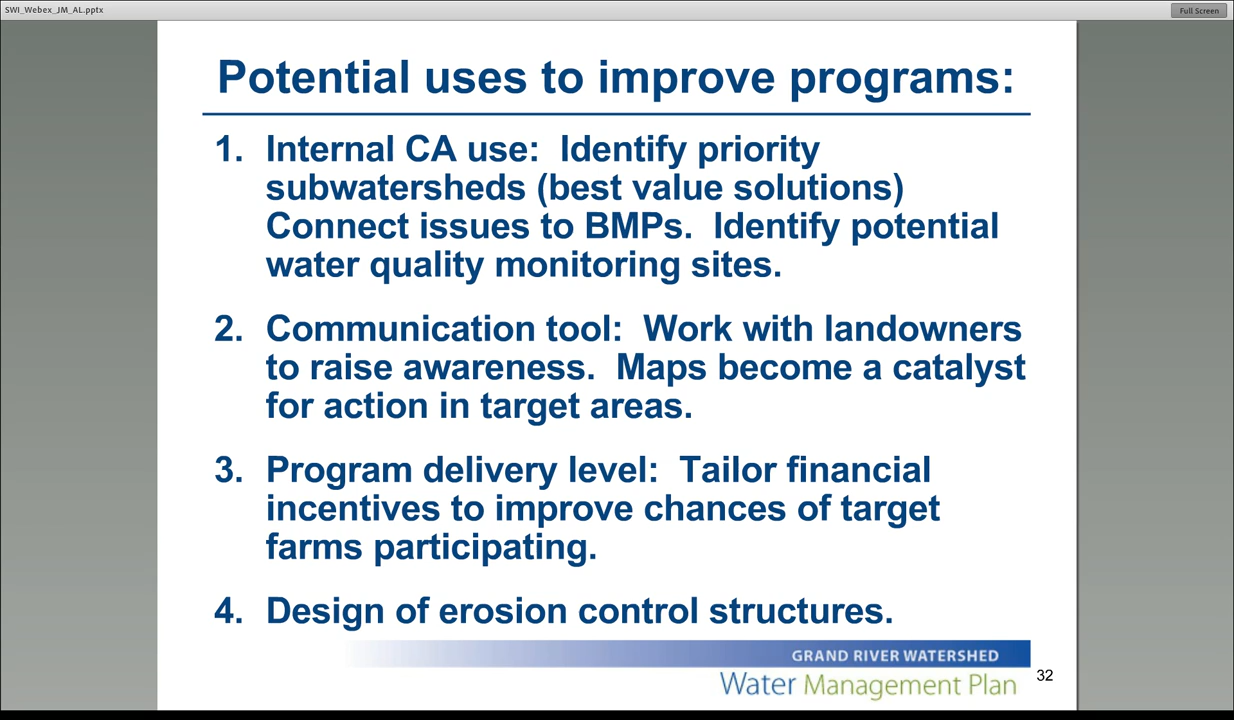 SWI_Webex_JM_AL.pptx
Full Screen
Potential uses to improve programs:
1. Internal CA use: Identify priority
subwatersheds (best value solutions)
Connect issues to BMPs. Identify potential
water quality monitoring sites.
2. Communication tool: Work with landowners
to raise awareness. Maps become a catalyst
for action in target areas.
3. Program delivery level: Tailor financial
incentives to improve chances of target
farms participating.
4. Design of erosion control structures.
GRAND RIVER WATERSHED
Water Management Plan
32